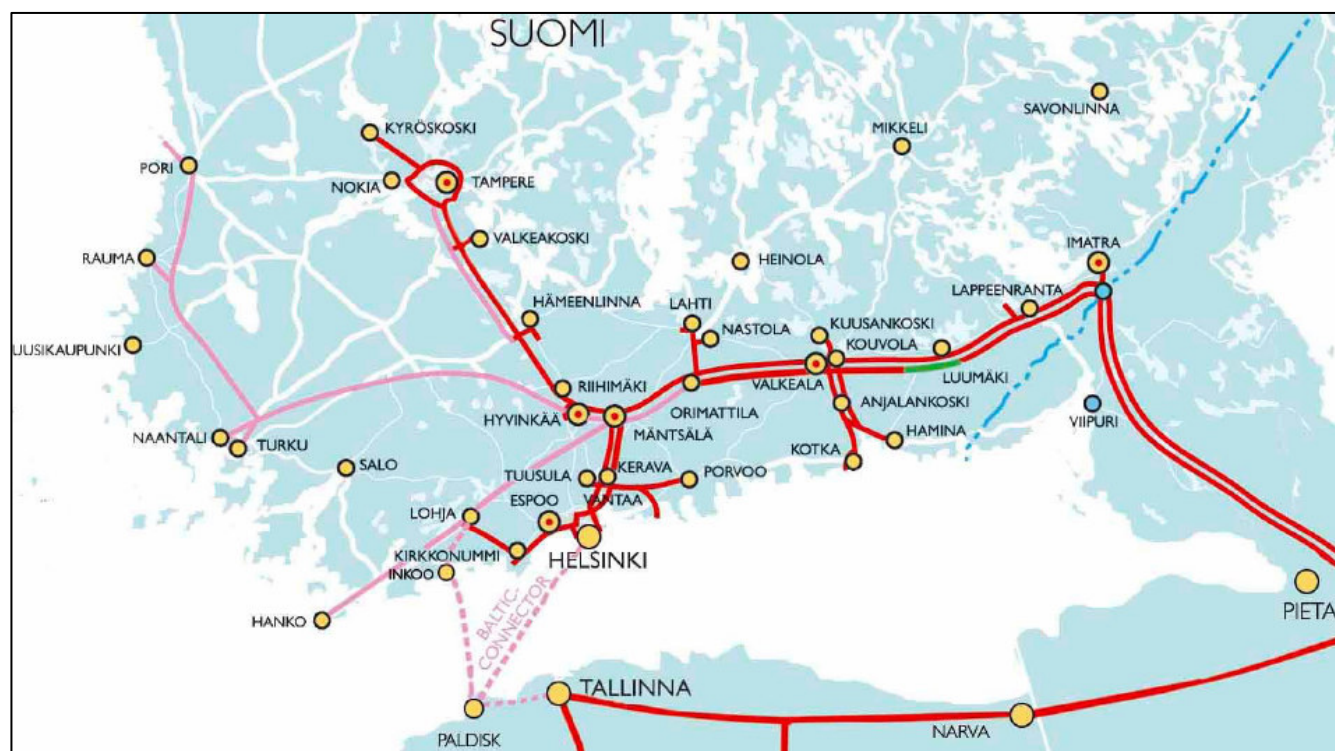 SUOMI
SAVONLINNA
KYRÖSKOSKI
MIKKELI
PORI
NOKIA
TAMPERE
VALKEAKOSKI
IMATRA
RAUMA
HEINOLA
LAPPEENRANTA
HÄMEENLINNA
LAHTI
NASTOLA
KUUSANKOSKI
UUSIKAUPUNKI
KOUVOLA
RIIHIMÄKI
VALKEALA
LUUMÄKI
HYVINKÄÄ
ORIMATTILA
ANJALANKOSKI
MÄNTSÄLÄ
VIIPURI
NAANTALI
TURKU
HAMINA
SALO
TUUSULA
KERAVA
PORVOO
KOTKA
ESPOO
VANTAA
LOHJA
KIRKKONUMMI
HELSINKI
INKOO
HANKO
BALTIC-
CONNECTOR
PIETA
TALLINNA
PALDISK
NARVA